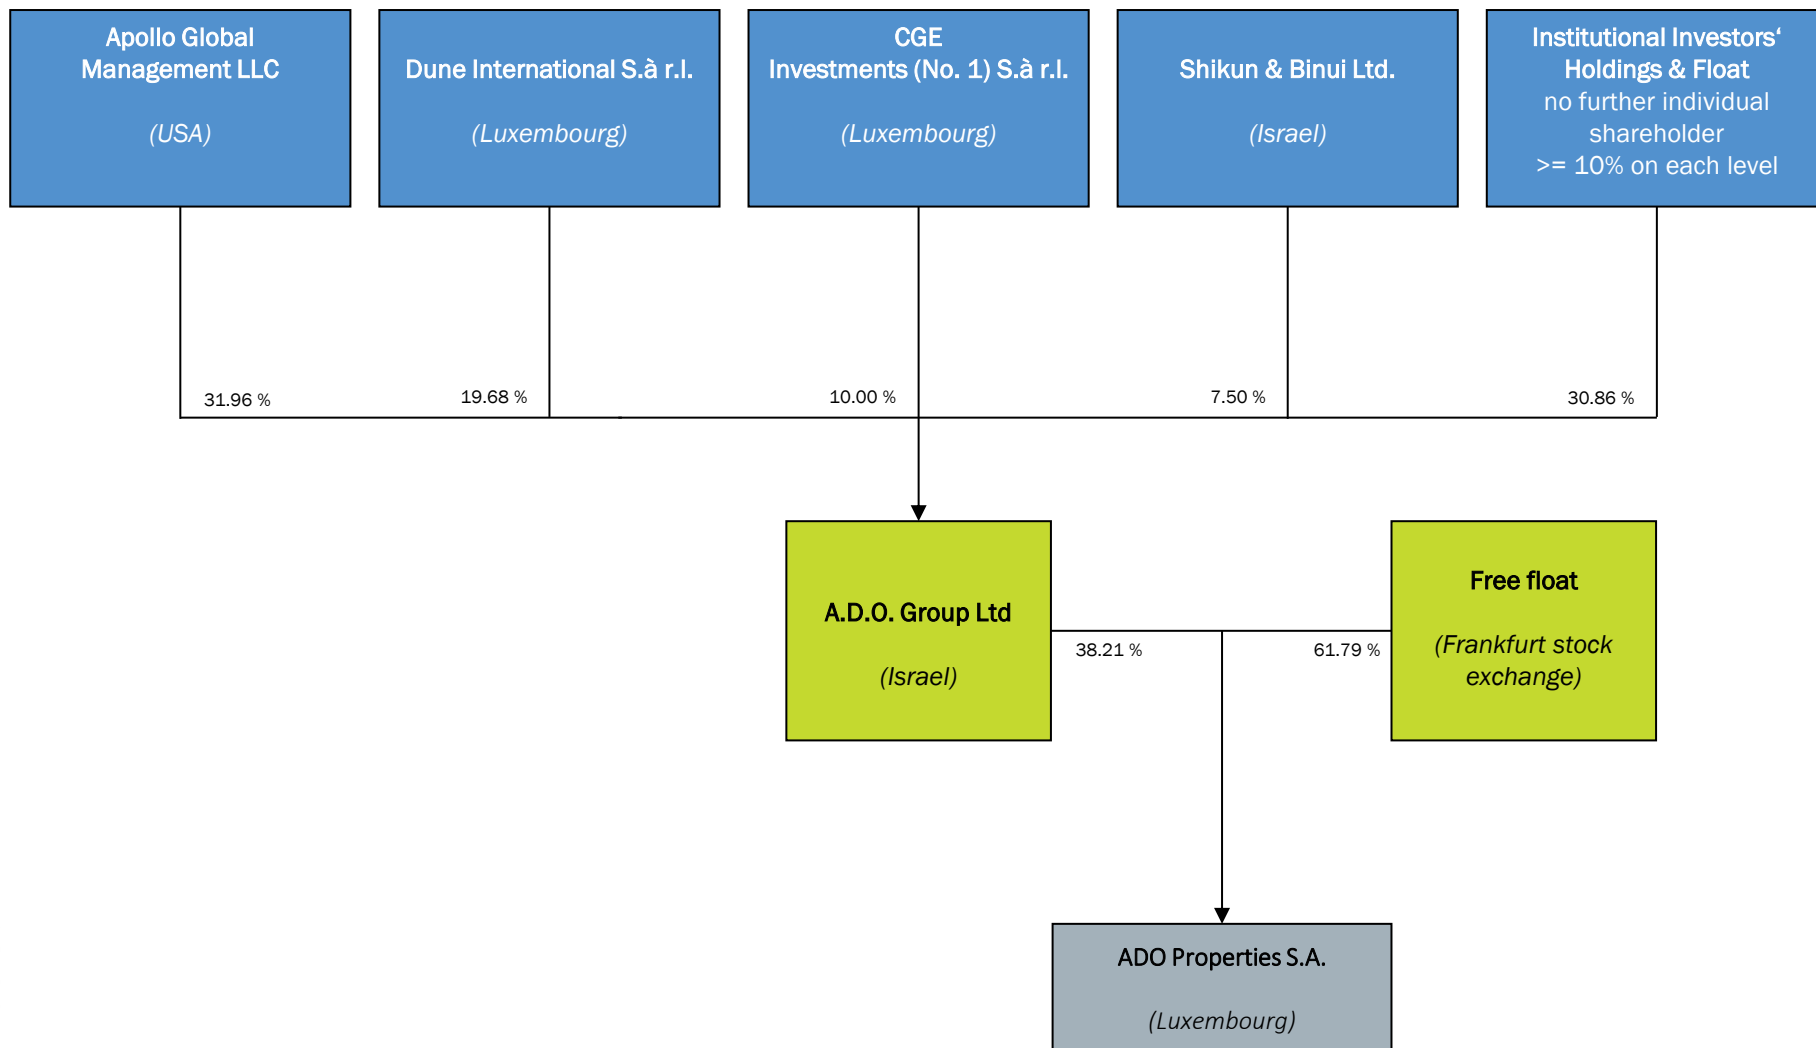 Apollo Global
Management LLC
(USA)
Dune International S.à r.l.
(Luxembourg)
CGE
Investments (No. 1) S.à r.l.
(Luxembourg)
Shikun & Binui Ltd.
(Israel)
Institutional Investors‘
Holdings & Float
no further individual
shareholder
>= 10% on each level
31.96 %
19.68 %
10.00 %
7.50 %
30.86 %
A.D.O. Group Ltd
(Israel)
38.21 %
61.79 %
Free float
(Frankfurt stock
exchange)
ADO Properties S.A.
(Luxembourg)